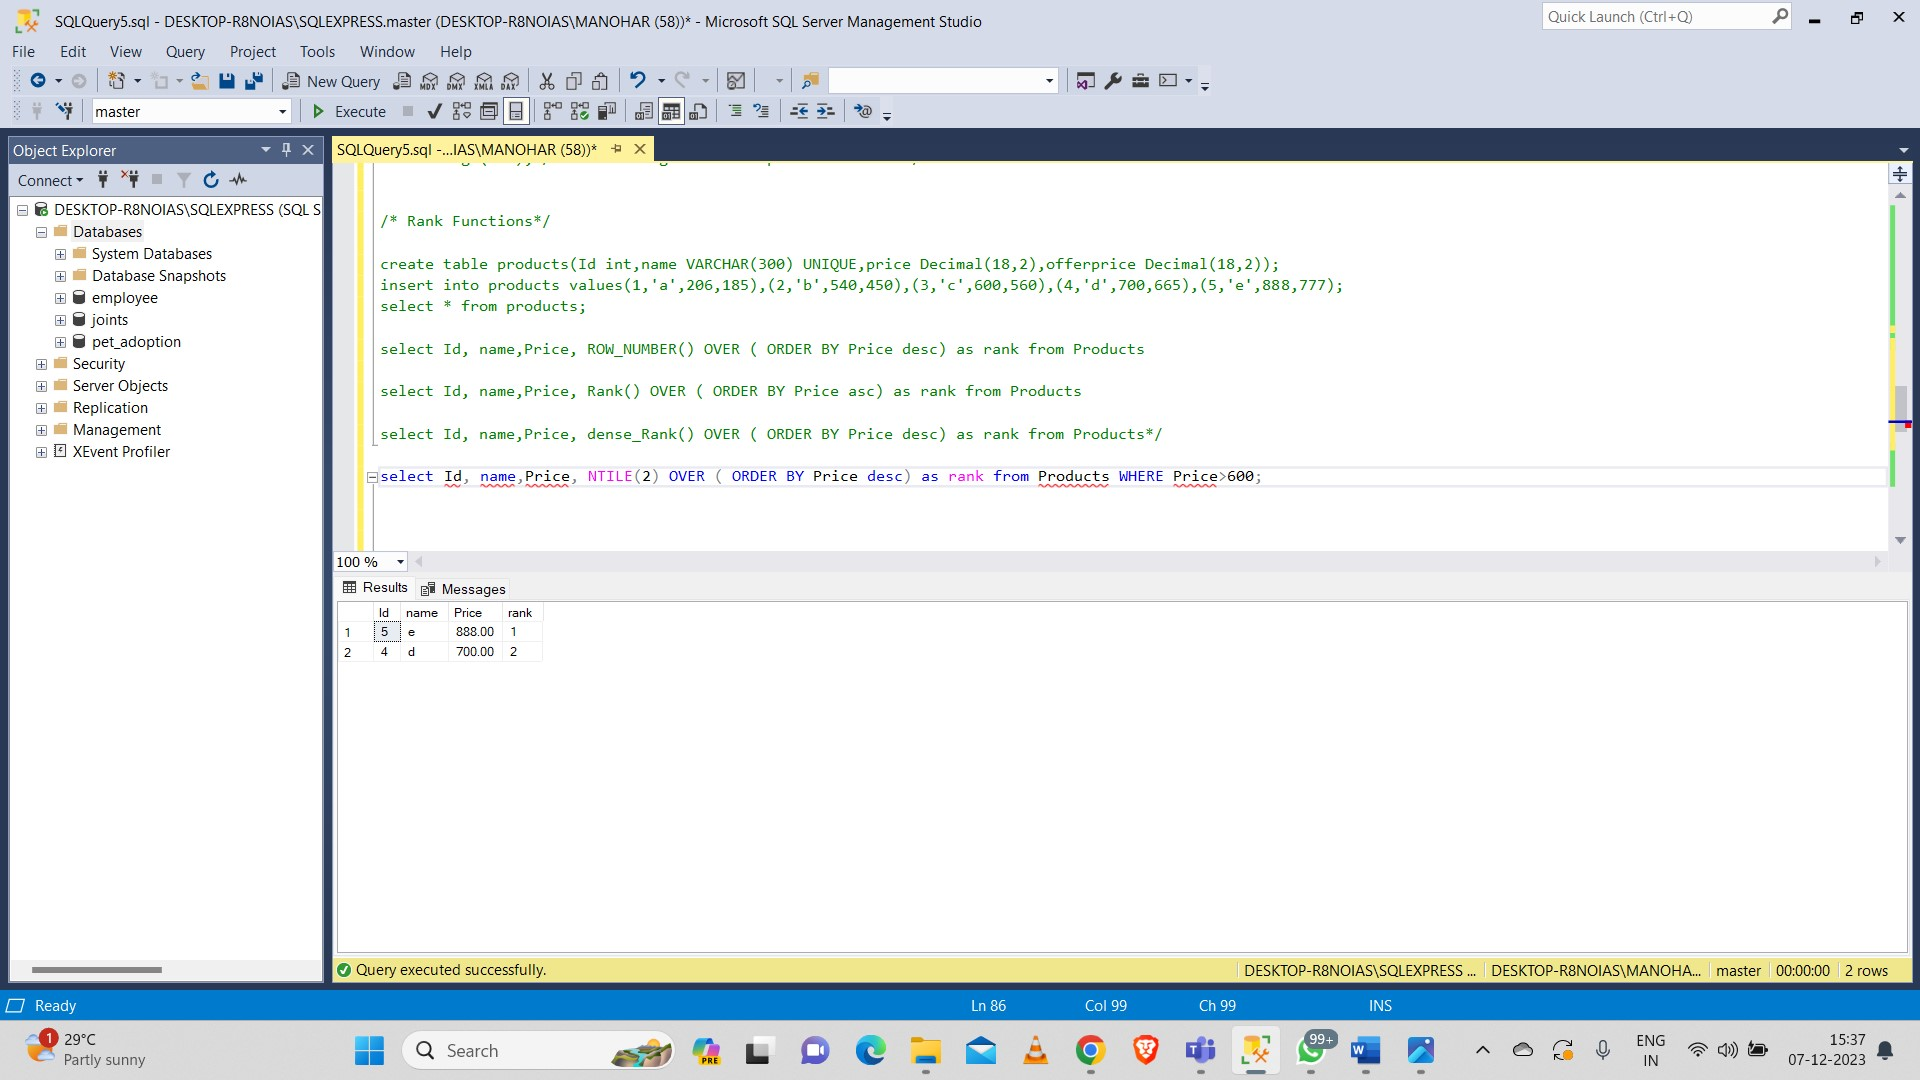 SQLQuery5.sql - DESKTOP-R8NOIAS\SQLEXPRESS.master (DESKTOP-R8NOIAS\MANOHAR (58))* - Microsoft SQL Server Management Studio
Quick Launch (Ctrl+Q)
File Edit View Query Project Tools Window Help
New Query
MDX DMX XMLA DAX
master
Execute
Object Explorer
SQLQuery5.sql -...IAS\MANOHAR (58))*
Connect
DESKTOP-R8NOIAS\SQLEXPRESS (SQL S
Databases
System Databases
Database Snapshots
employee
joints
pet_adoption
Security
Server Objects
Replication
Management
XEvent Profiler
/* Rank Functions*/
create table products(Id int,name VARCHAR(300) UNIQUE,price Decimal(18,2),offerprice Decimal(18,2));
insert into products values(1,'a',206,185),(2,'b',540,450),(3,'c',600,560),(4,'d',700,665),(5,'e',888,777);
select * from products;
select Id, name,Price, ROW_NUMBER() OVER ( ORDER BY Price desc) as rank from Products
select Id, name,Price, Rank() OVER ( ORDER BY Price asc) as rank from Products
select Id, name,Price, dense_Rank() OVER ( ORDER BY Price desc) as rank from Products*/
select Id, name,Price, NTILE(2) OVER ( ORDER BY Price desc) as rank from Products WHERE Price>600;
100 %
Results Messages
Id name Price rank
1 5 e 888.00 1
2 4 d 700.00 2
Query executed successfully.
DESKTOP-R8NOIAS\SQLEXPRESS ... DESKTOP-R8NOIAS\MANOHA... master 00:00:00 2 rows
Ready
Ln 86 Col 99 Ch 99 INS
1
29°C
Partly sunny
Search
PRE
99+
ENG
IN
15:37
07-12-2023